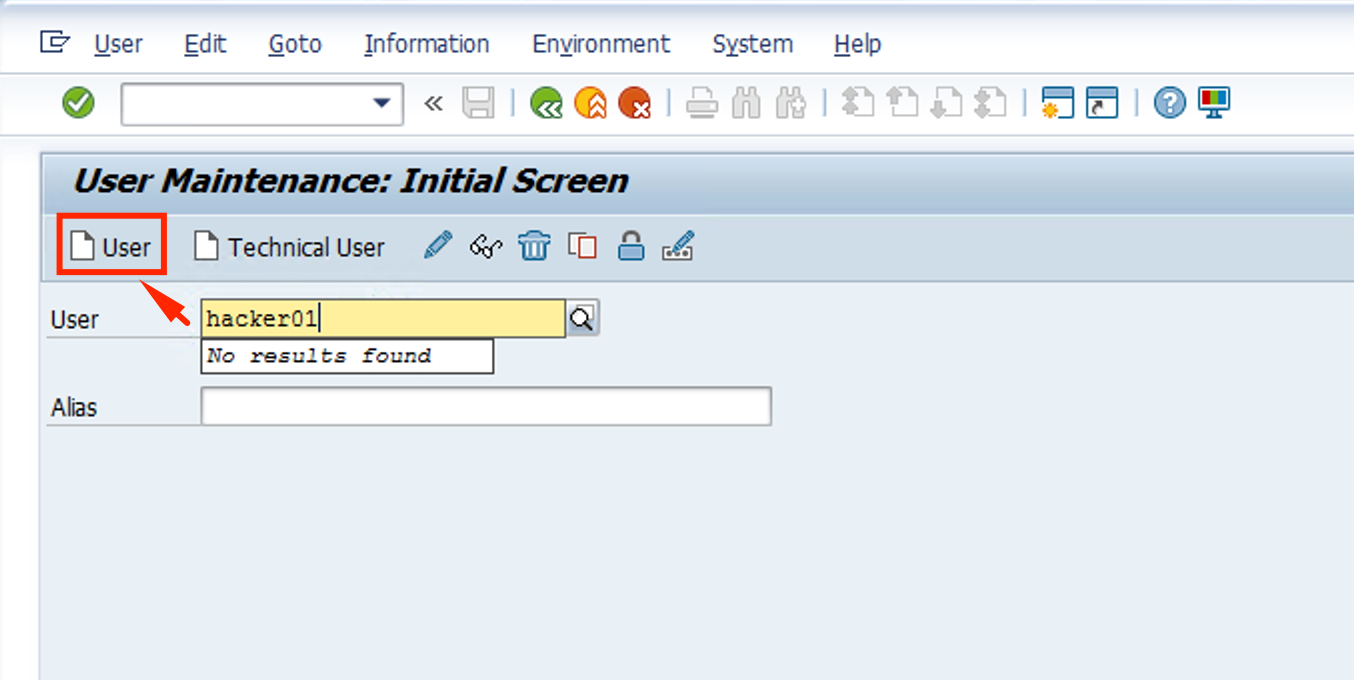 User Edit Goto Information Environment System Help
User Maintenance: Initial Screen
User Technical User
User hacker01
No results found
Alias